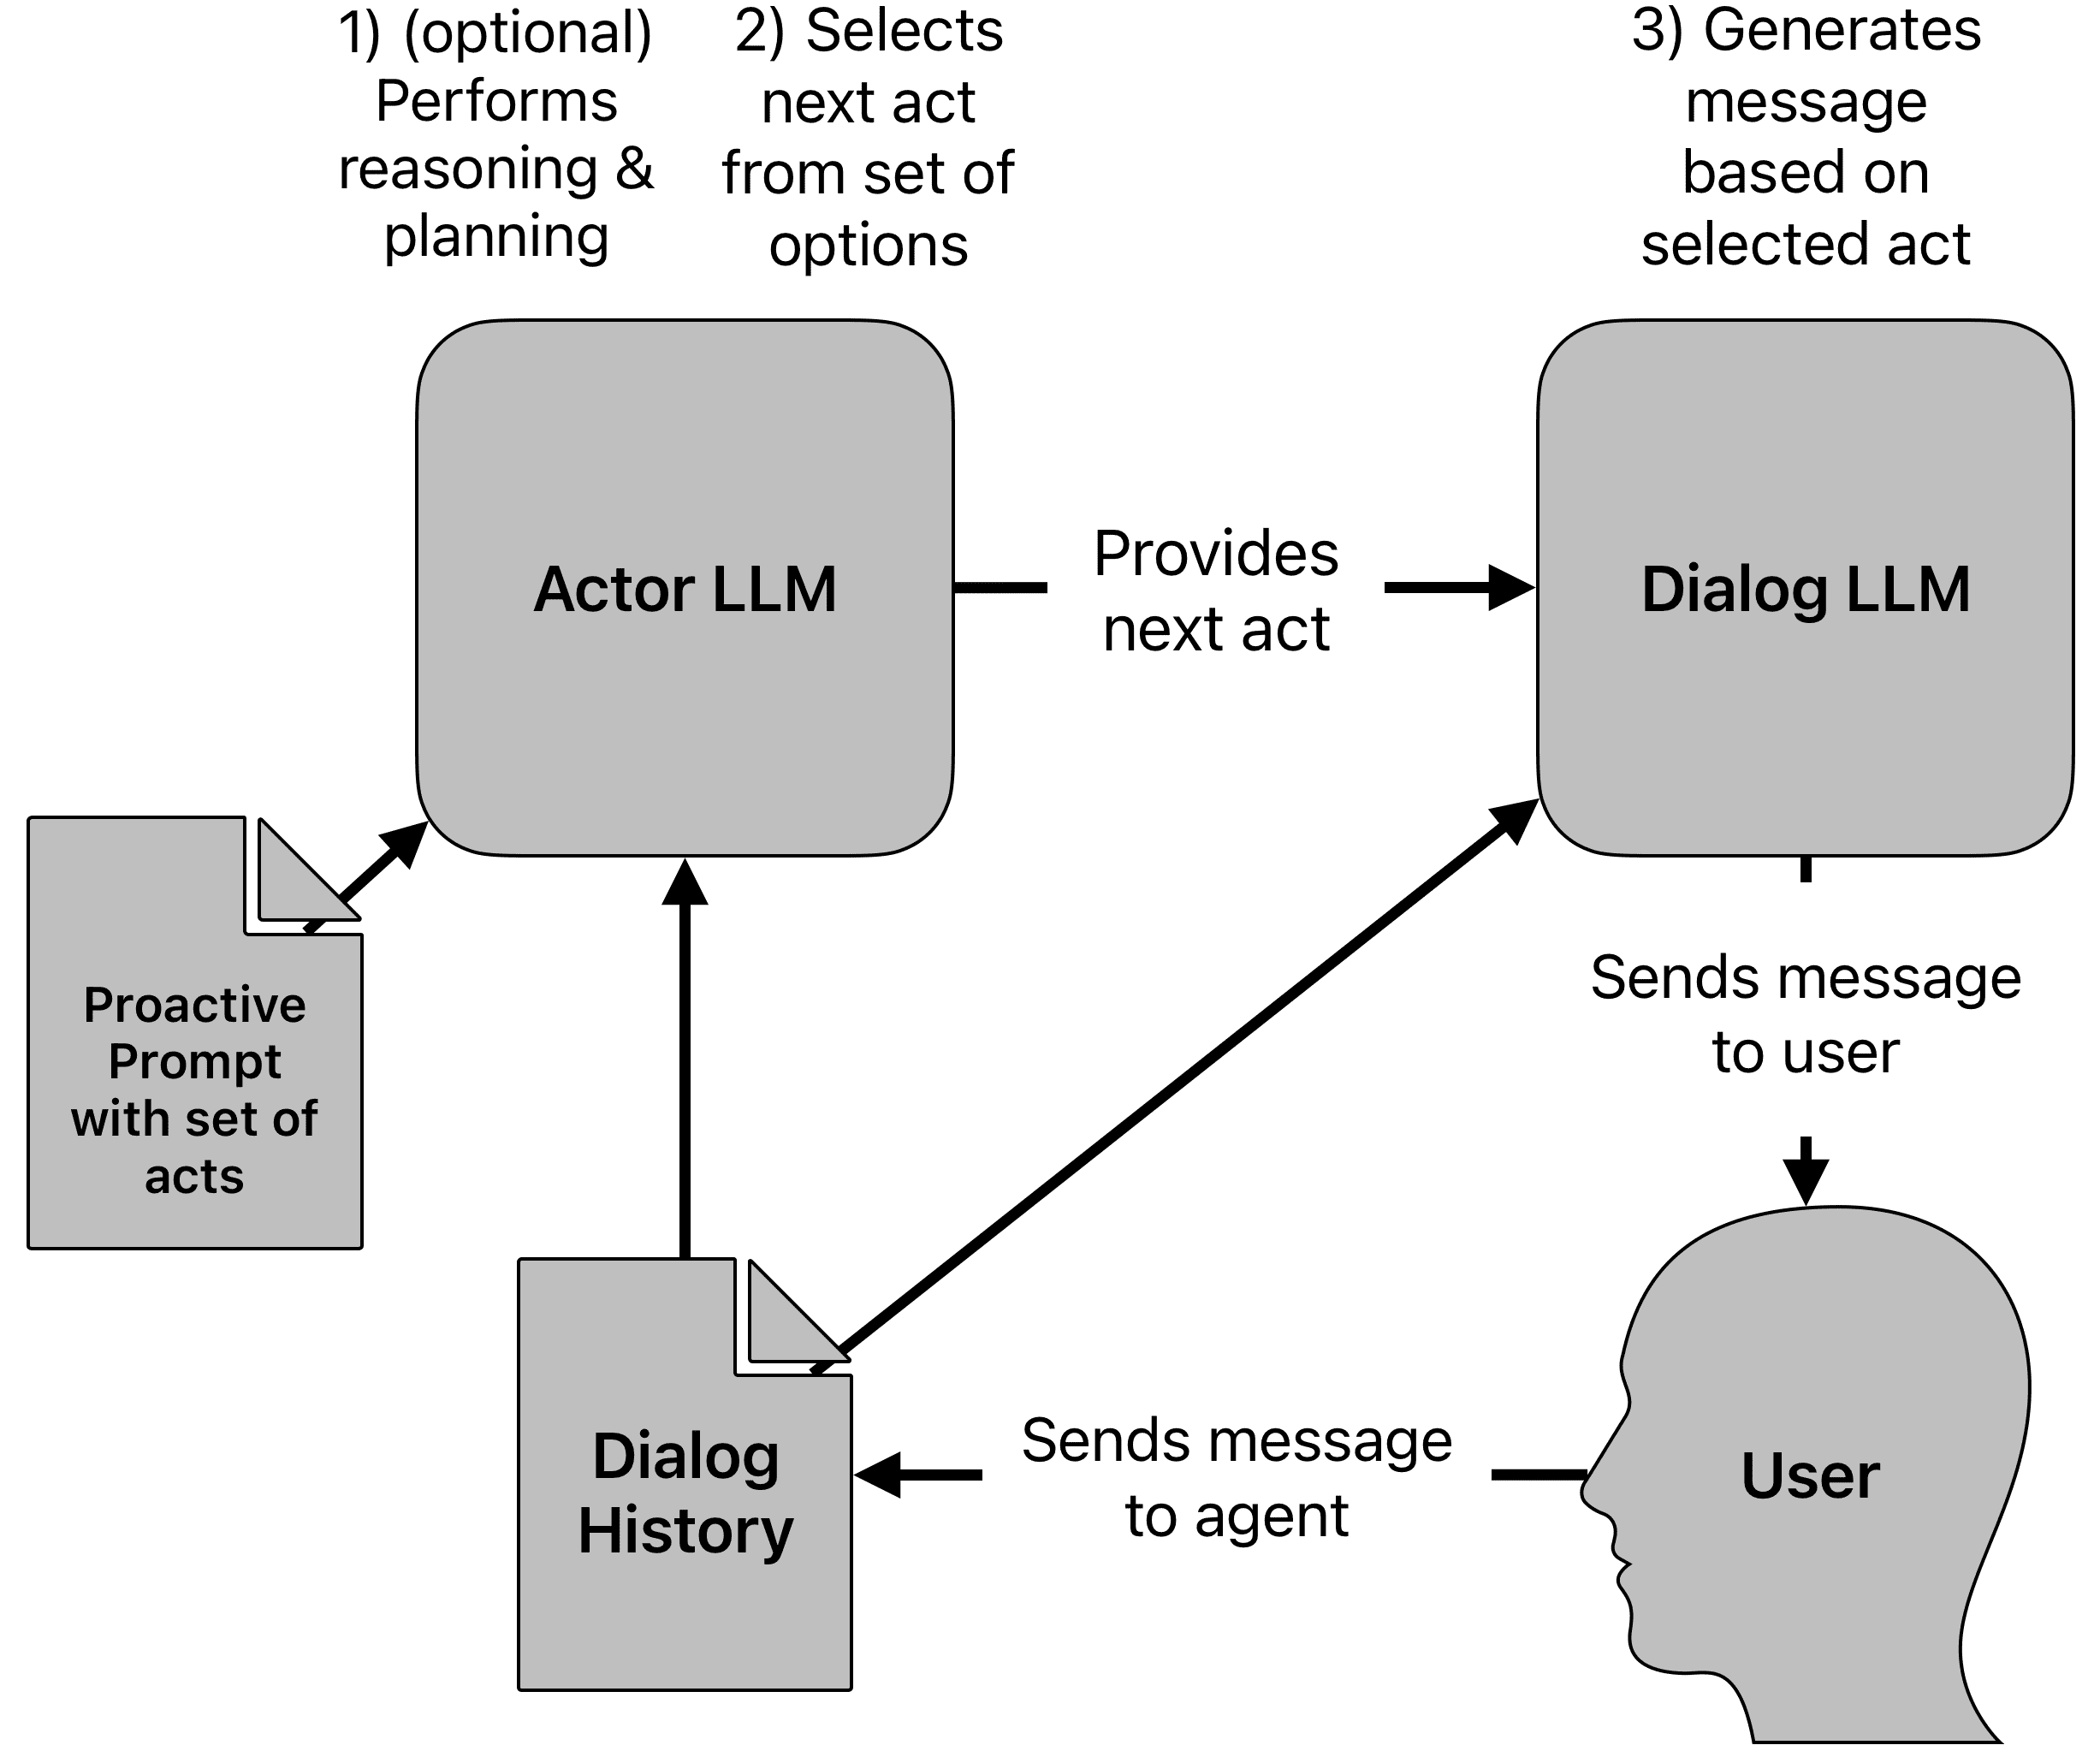 1) (optional)
Performs
reasoning &
planning
2) Selects
next act
from set of
options
3) Generates
message
based on
selected act
Actor LLM
Provides
next act
Dialog LLM
Proactive
Prompt
with set of
acts
Sends message
to user
Dialog
History
Sends message
to agent
User